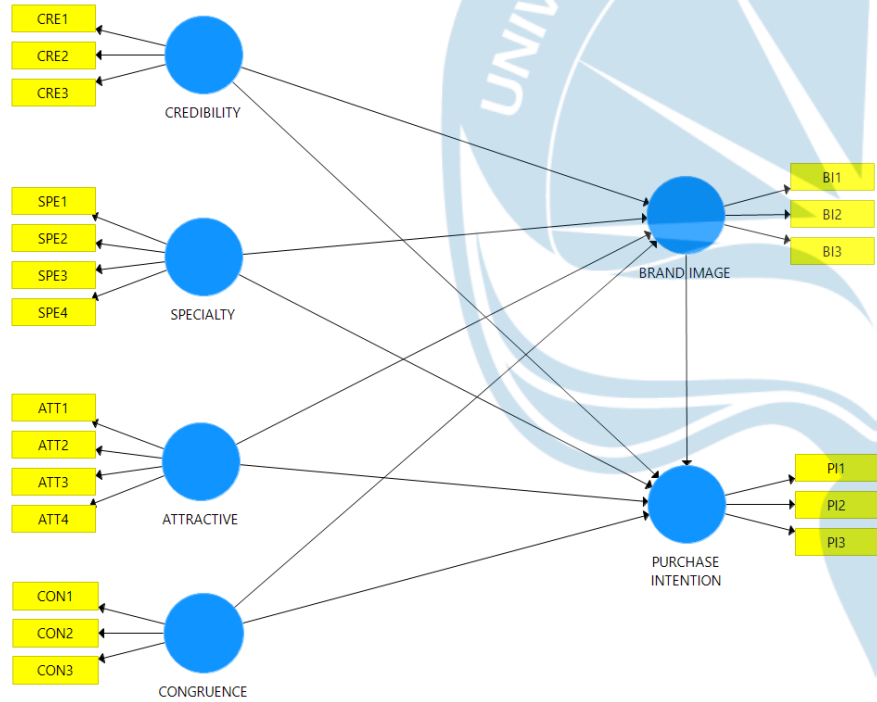 CRE1
CRE2
CRE3
CREDIBILITY
SPE1
SPE2
SPE3
SPE4
SPECIALTY
ATT1
ATT2
ATT3
ATT4
ATTRACTIVE
CON1
CON2
CON3
CONGRUENCE
UNIV
BI1
BI2
BI3
BRAND IMAGE
PI1
PI2
PI3
PURCHASE
INTENTION